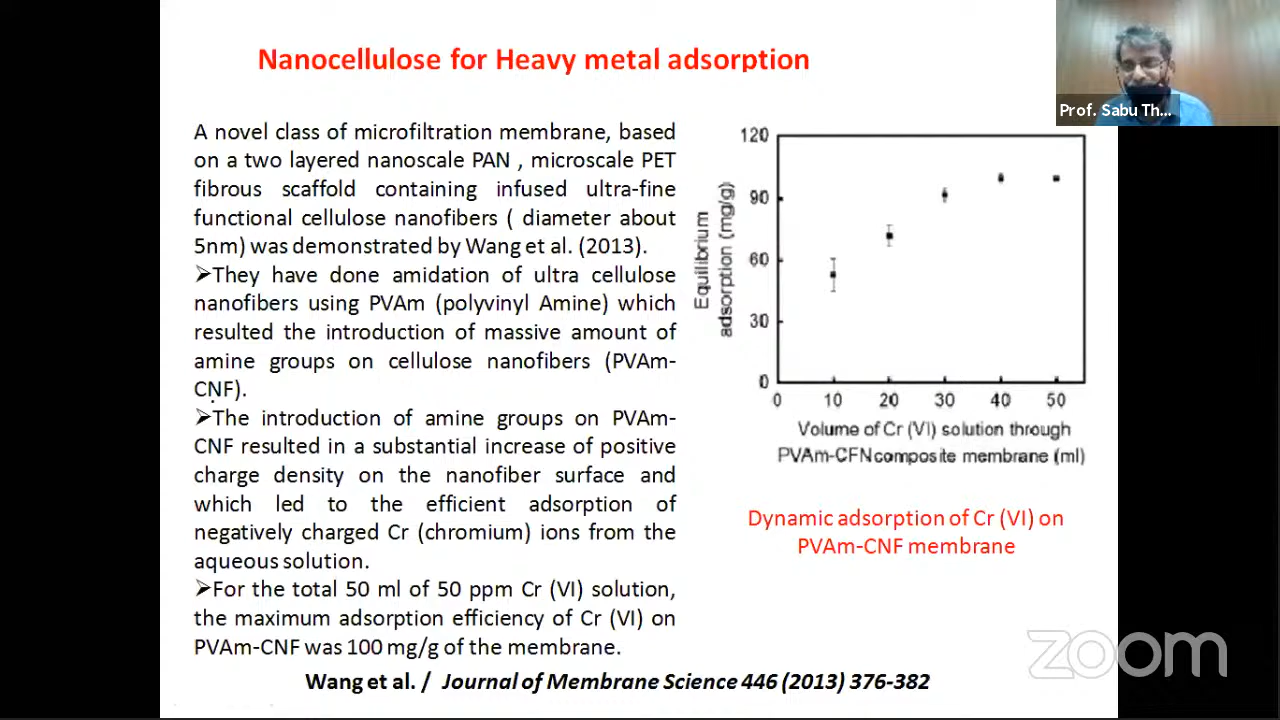 Nanocellulose for Heavy metal adsorption
Prof. Sabu Th...
A novel class of microfiltration membrane, based
on a two layered nanoscale PAN , microscale PET
fibrous scaffold containing infused ultra-fine
functional cellulose nanofibers ( diameter about
5nm) was demonstrated by Wang et al. (2013).
➢They have done amidation of ultra cellulose
nanofibers using PVAm (polyvinyl Amine) which
resulted the introduction of massive amount of
amine groups on cellulose nanofibers (PVAm-
CNF).
➢The introduction of amine groups on PVAm-
CNF resulted in a substantial increase of positive
charge density on the nanofiber surface and
which led to the efficient adsorption of
negatively charged Cr (chromium) ions from the
aqueous solution.
➢For the total 50 ml of 50 ppm Cr (VI) solution,
the maximum adsorption efficiency of Cr (VI) on
PVAm-CNF was 100 mg/g of the membrane.
120
90
60
30
0
Equilibrium
adsorption (mg/g)
0 10 20 30 40 50
Volume of Cr (VI) solution through
PVAm-CFN composite membrane (ml)
Dynamic adsorption of Cr (VI) on
PVAm-CNF membrane
Wang et al. / Journal of Membrane Science 446 (2013) 376-382
zoom